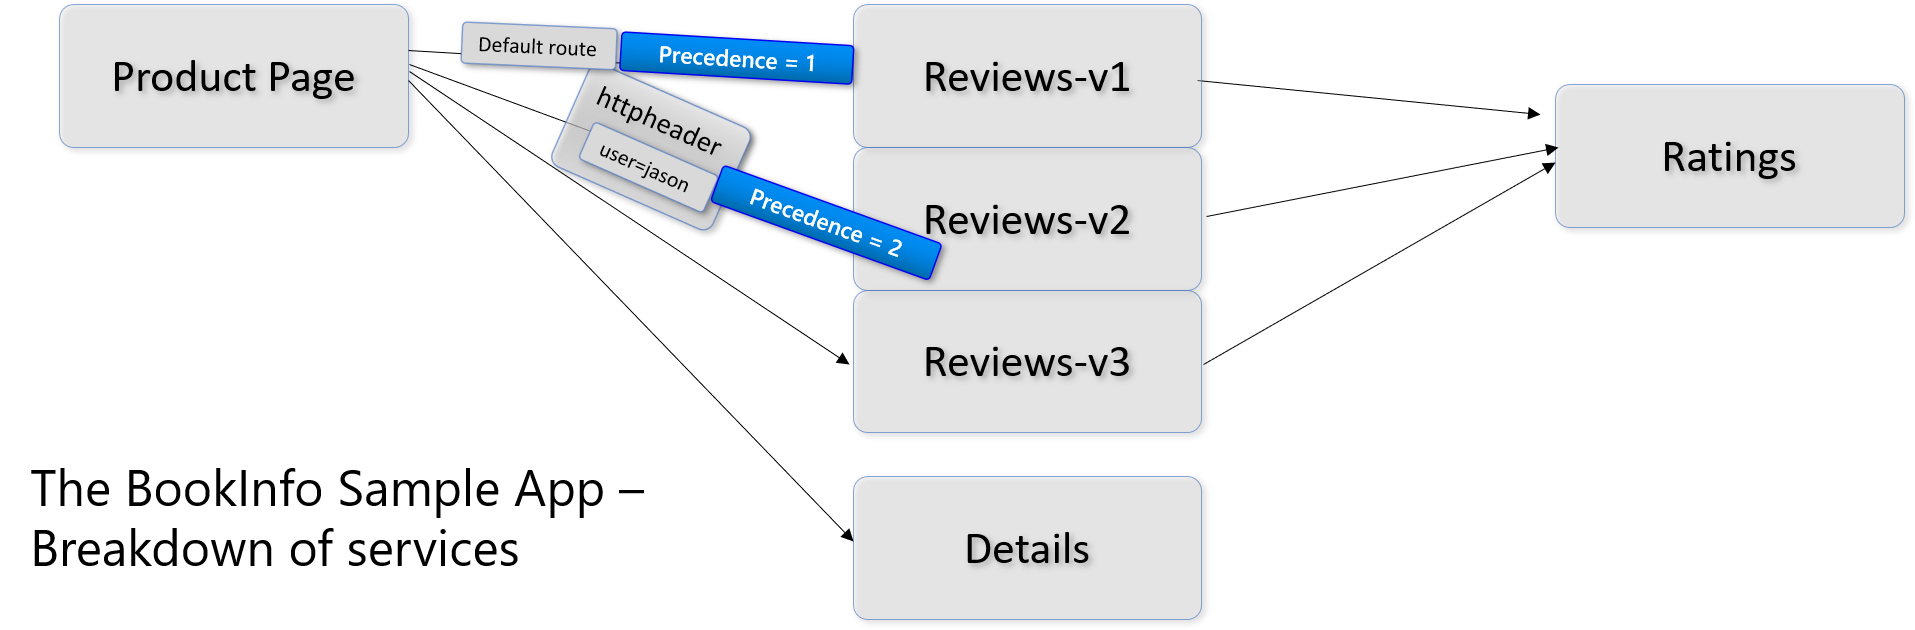 Product Page
Default route
Precedence = 1
httpheader
user=jason
Precedence = 2
Reviews-v1
Reviews-v2
Reviews-v3
Details
Ratings
The BookInfo Sample App –
Breakdown of services